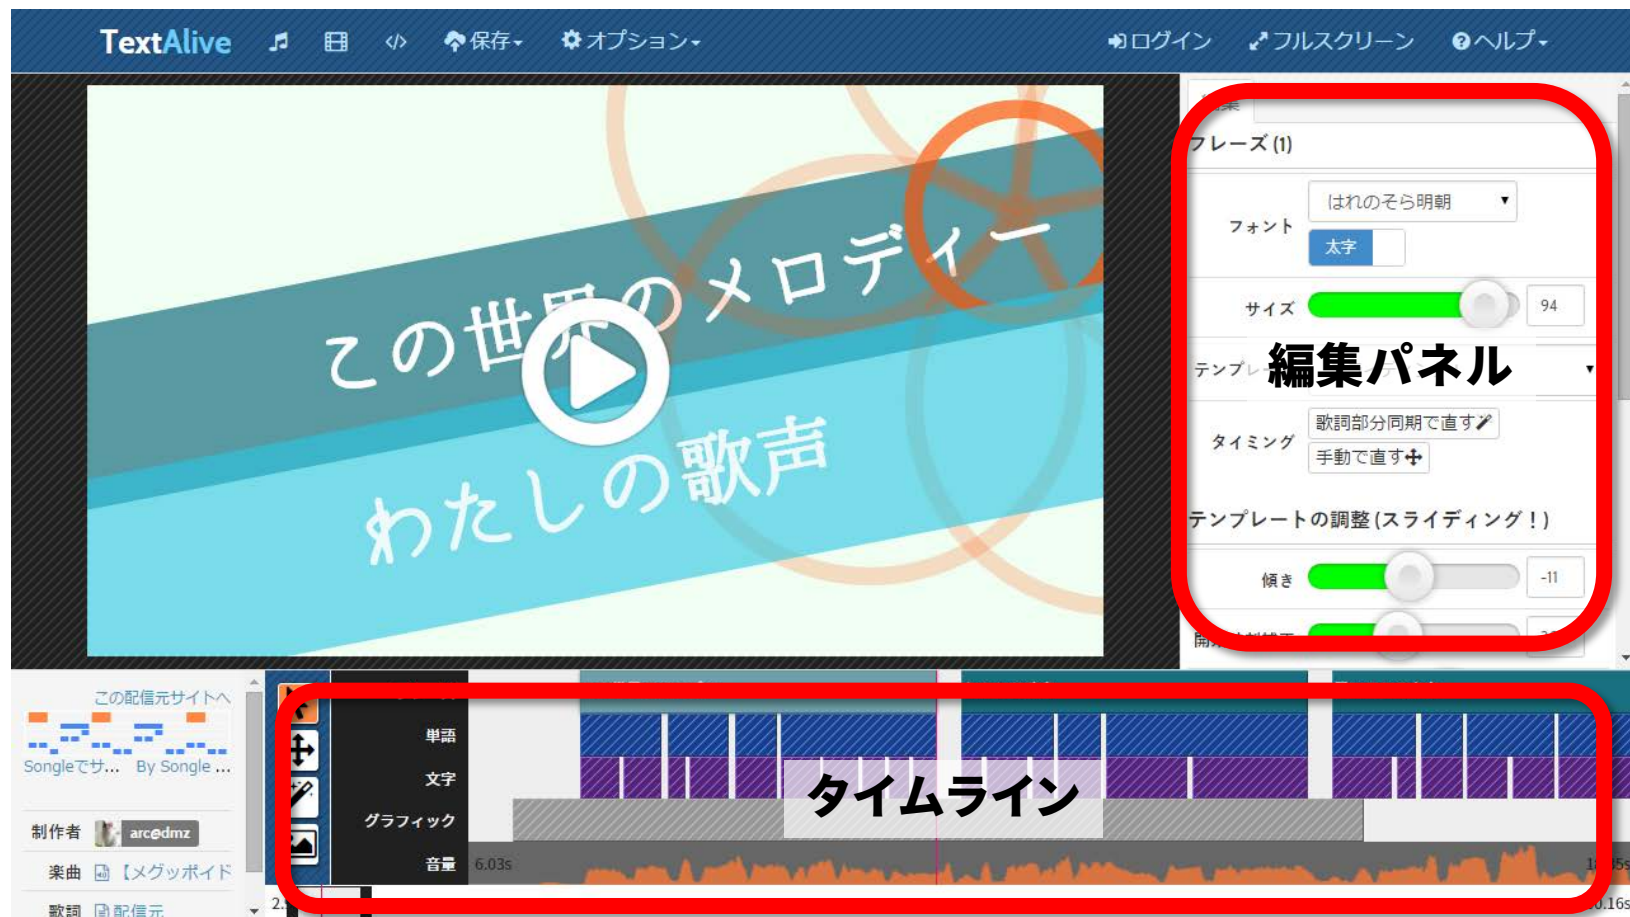 TextAlive
保存
オプション
ログイン
フルスクリーン
ヘルプ
フレーズ (1)
この世界のメロディー
わたしの歌声
フォント
はれのそら明朝
太字
サイズ
94
編集パネル
タイミング
歌詞部分同期で直す
手動で直す
テンプレートの調整 (スライディング！)
傾き
-11
この配信元サイトへ
Songleでサ... By Songle ...
制作者
arc@dmz
楽曲
【メグッポイド
歌詞
配信元
単語
文字
グラフィック
音量
6.03s
タイムライン